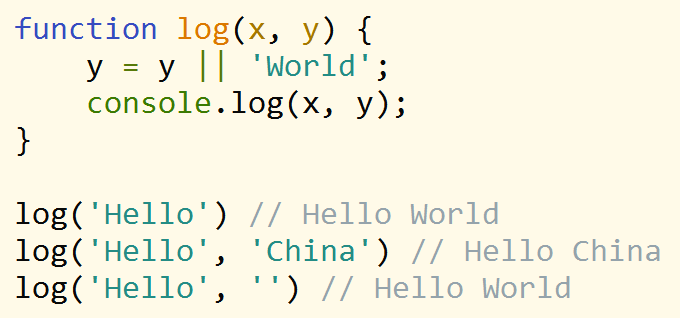 function log(x, y) {
    y = y || 'World';
    console.log(x, y);
}

log('Hello') // Hello World
log('Hello', 'China') // Hello China
log('Hello', '') // Hello World